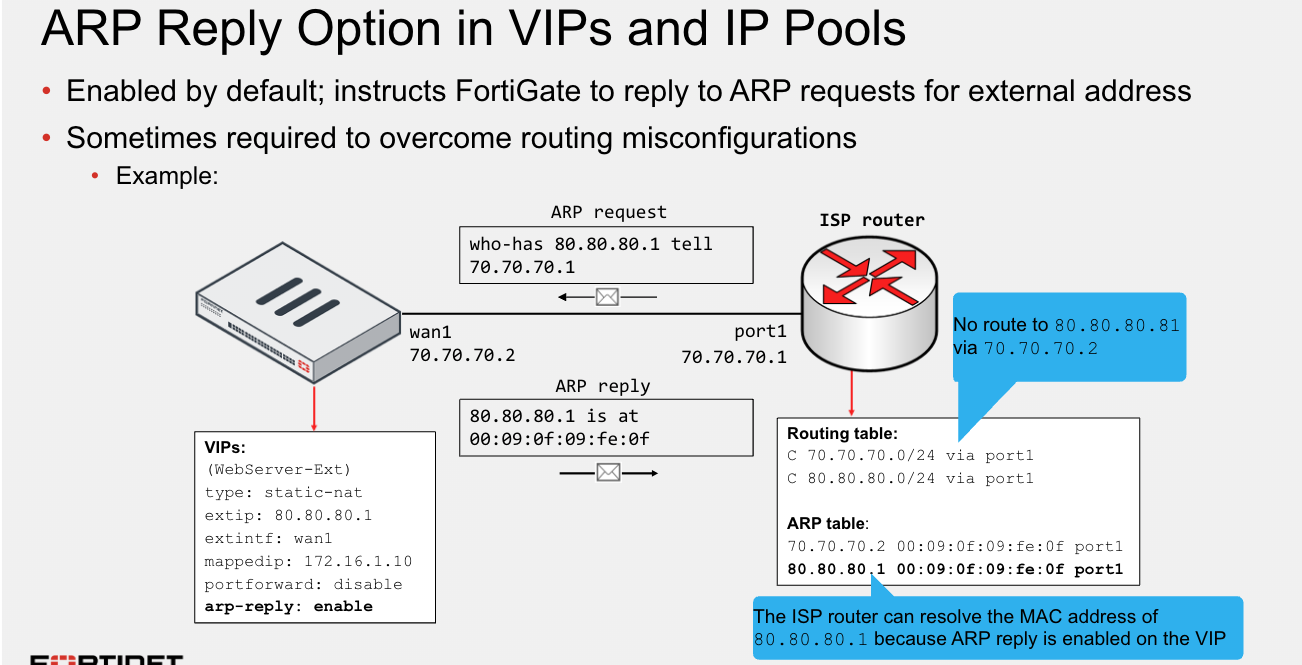 ARP Reply Option in VIPs and IP Pools
• Enabled by default; instructs FortiGate to reply to ARP requests for external address
• Sometimes required to overcome routing misconfigurations
• Example:
ARP request
who-has 80.80.80.1 tell
70.70.70.1
ISP router
wan1
70.70.70.2
port1
70.70.70.1
No route to 80.80.80.81
via 70.70.70.2
ARP reply
80.80.80.1 is at
00:09:0f:09:fe:0f
VIPs:
(WebServer-Ext)
type: static-nat
extip: 80.80.80.1
extintf: wan1
mappedip: 172.16.1.10
portforward: disable
arp-reply: enable
Routing table:
C 70.70.70.0/24 via port1
C 80.80.80.0/24 via port1
ARP table:
70.70.70.2 00:09:0f:09:fe:0f port1
80.80.80.1 00:09:0f:09:fe:0f port1
The ISP router can resolve the MAC address of
80.80.80.1 because ARP reply is enabled on the VIP
FORTINET